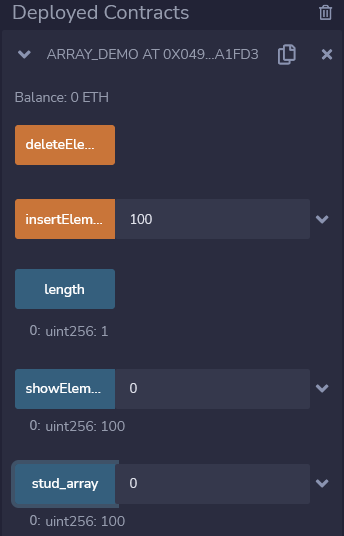 Deployed Contracts
ARRAY_DEMO AT 0X049...A1FD3
Balance: 0 ETH
deleteEle...
insertElem... 100
length
0: uint256: 1
showElem... 0
0: uint256: 100
stud_array 0
0: uint256: 100